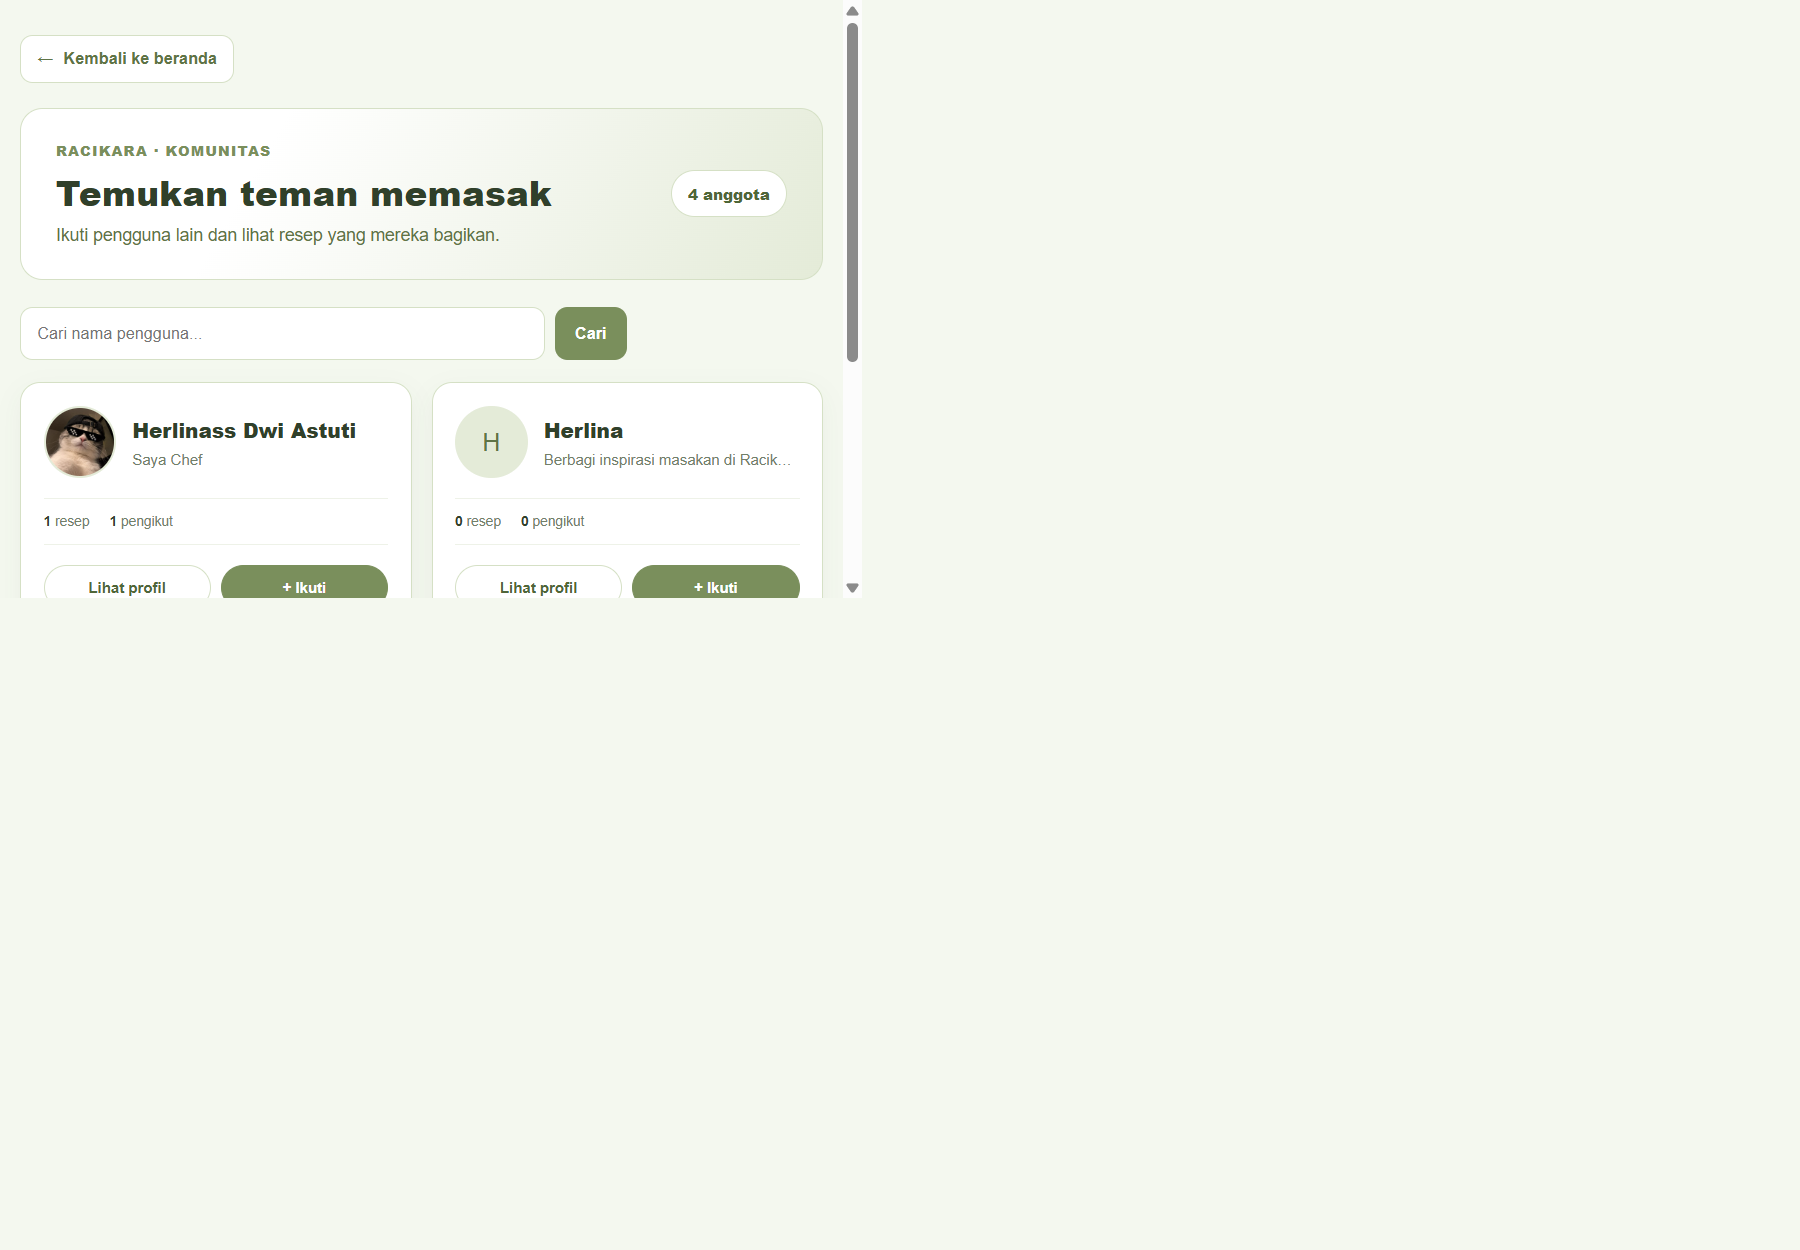 ← Kembali ke beranda
RACIKARA · KOMUNITAS
Temukan teman memasak
4 anggota
Ikuti pengguna lain dan lihat resep yang mereka bagikan.
Cari nama pengguna...
Cari
Herlinass Dwi Astuti
Saya Chef
1 resep 1 pengikut
Lihat profil
+ Ikuti
H
Herlina
Berbagi inspirasi masakan di Racik...
0 resep 0 pengikut
Lihat profil
+ Ikuti